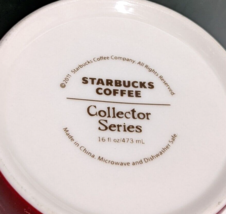 ©2011 Starbucks Coffee Company. All Rights Reserved.
STARBUCKS
COFFEE
Collector
Series
16 fl oz/473 mL
Made in China. Microwave and Dishwasher Safe